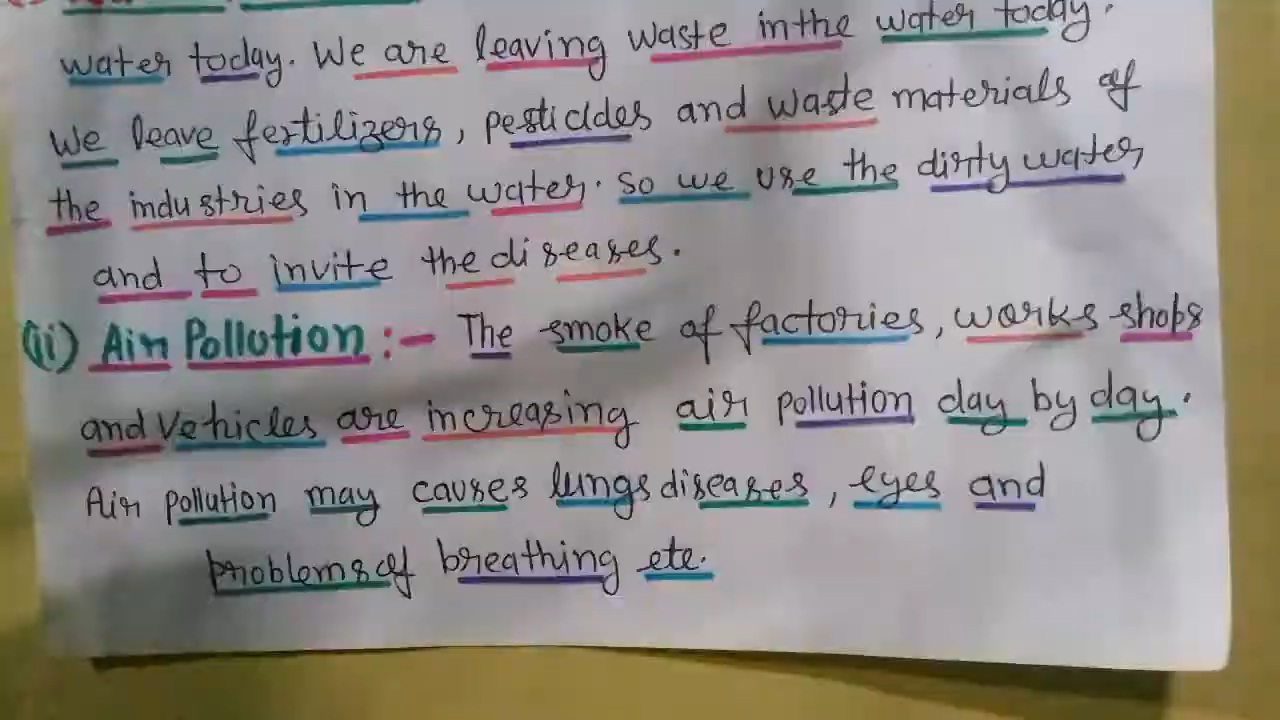 water today. We are leaving waste in the water today.
We leave fertilizers, pesticides and waste materials of
the industries in the water. So we use the dirty water,
and to invite the diseases.
(ii) Air Pollution :- The smoke of factories, works shops
and vehicles are increasing air pollution day by day.
Air pollution may causes lungs diseases, eyes and
problems of breathing etc.